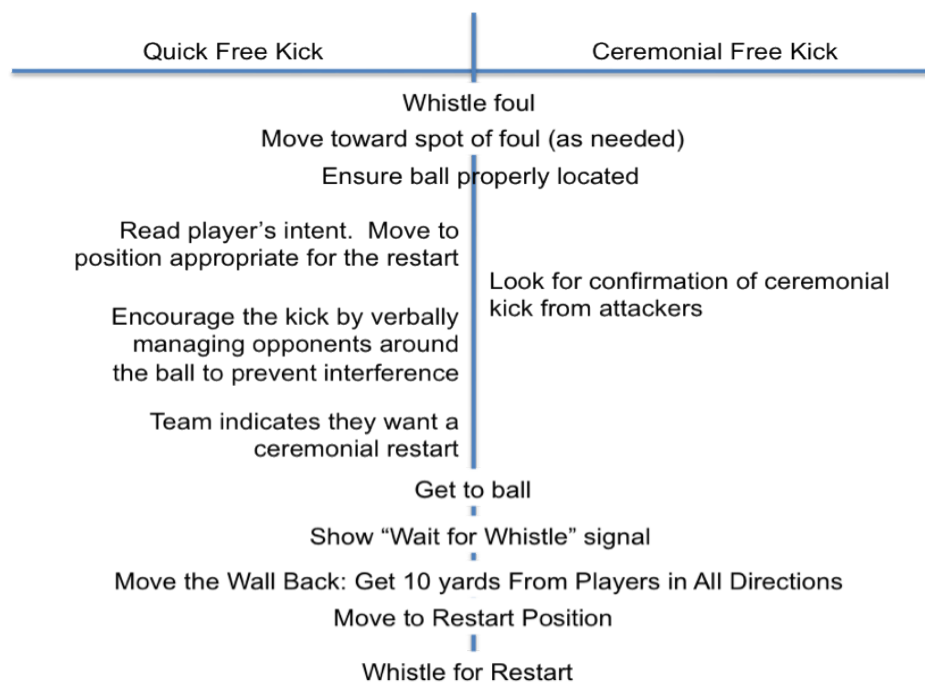 Quick Free Kick
Ceremonial Free Kick
Whistle foul
Move toward spot of foul (as needed)
Ensure ball properly located
Read player's intent.  Move to
position appropriate for the restart
Look for confirmation of ceremonial
kick from attackers
Encourage the kick by verbally
managing opponents around
the ball to prevent interference
Team indicates they want a
ceremonial restart
Get to ball
Show “Wait for Whistle” signal
Move the Wall Back: Get 10 yards From Players in All Directions
Move to Restart Position
Whistle for Restart